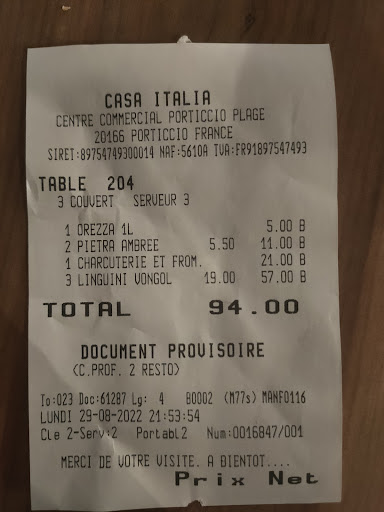 CASA ITALIA
CENTRE COMMERCIAL PORTICCIO PLAGE
20166 PORTICCIO FRANCE
SIRET:89754749300014 NAF:5610A TVA:FR91897547493
TABLE 204
3 COUVERT SERVEUR 3
1 OREZZA 1L 5.00 B
2 PIETRA AMBREE 5.50 11.00 B
1 CHARCUTERIE ET FROM. 21.00 B
3 LINGUINI VONGOL 19.00 57.00 B
TOTAL 94.00
DOCUMENT PROVISOIRE
(C.PROF. 2 RESTO)
To:023 Doc:61287 Lg: 4 B0002 (M77s) MANF0116
LUNDI 29-08-2022 21:53:54
Cle 2-Serv:2 Portabl2 Num:0016847/001
MERCI DE VOTRE VISITE. A BIENTOT....
Prix Net